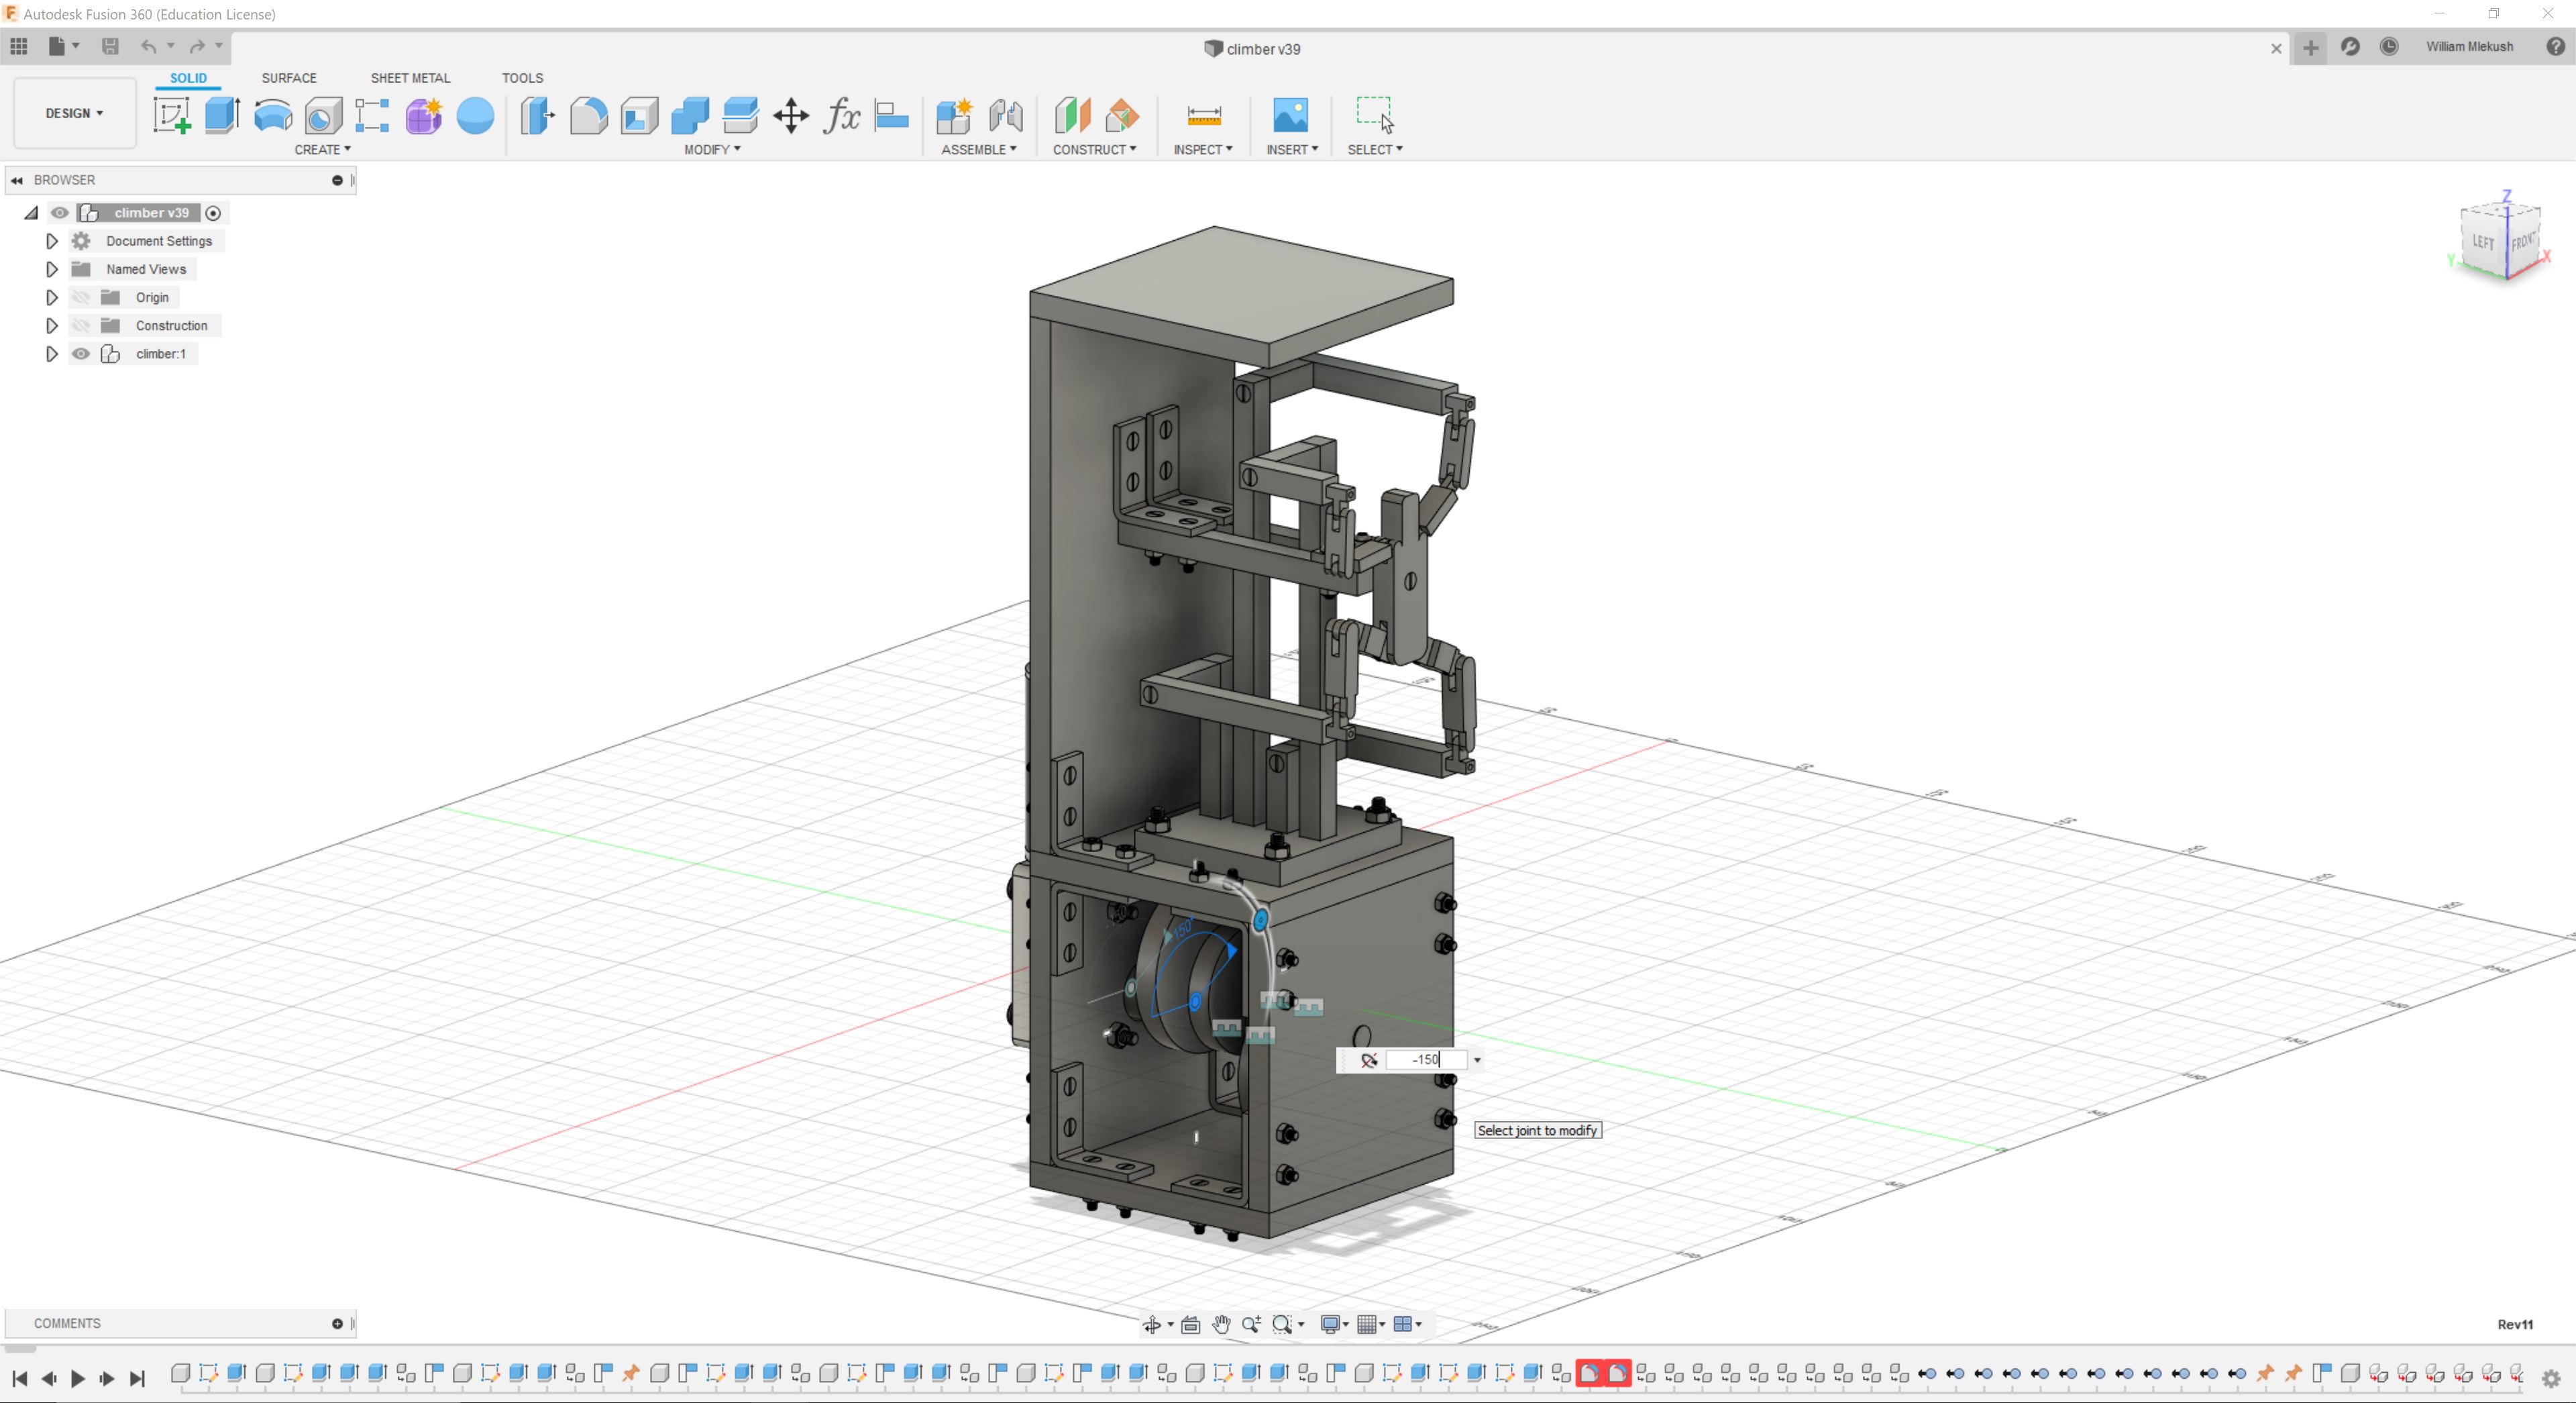 Autodesk Fusion 360 (Education License)
climber v39
William Mlekush
DESIGN
SOLID SURFACE SHEET METAL TOOLS
CREATE MODIFY ASSEMBLE CONSTRUCT INSPECT INSERT SELECT
BROWSER
climber v39
Document Settings
Named Views
Origin
Construction
climber:1
Z
LEFT FRONT
Y X
150
-150
Select joint to modify
COMMENTS
Rev11